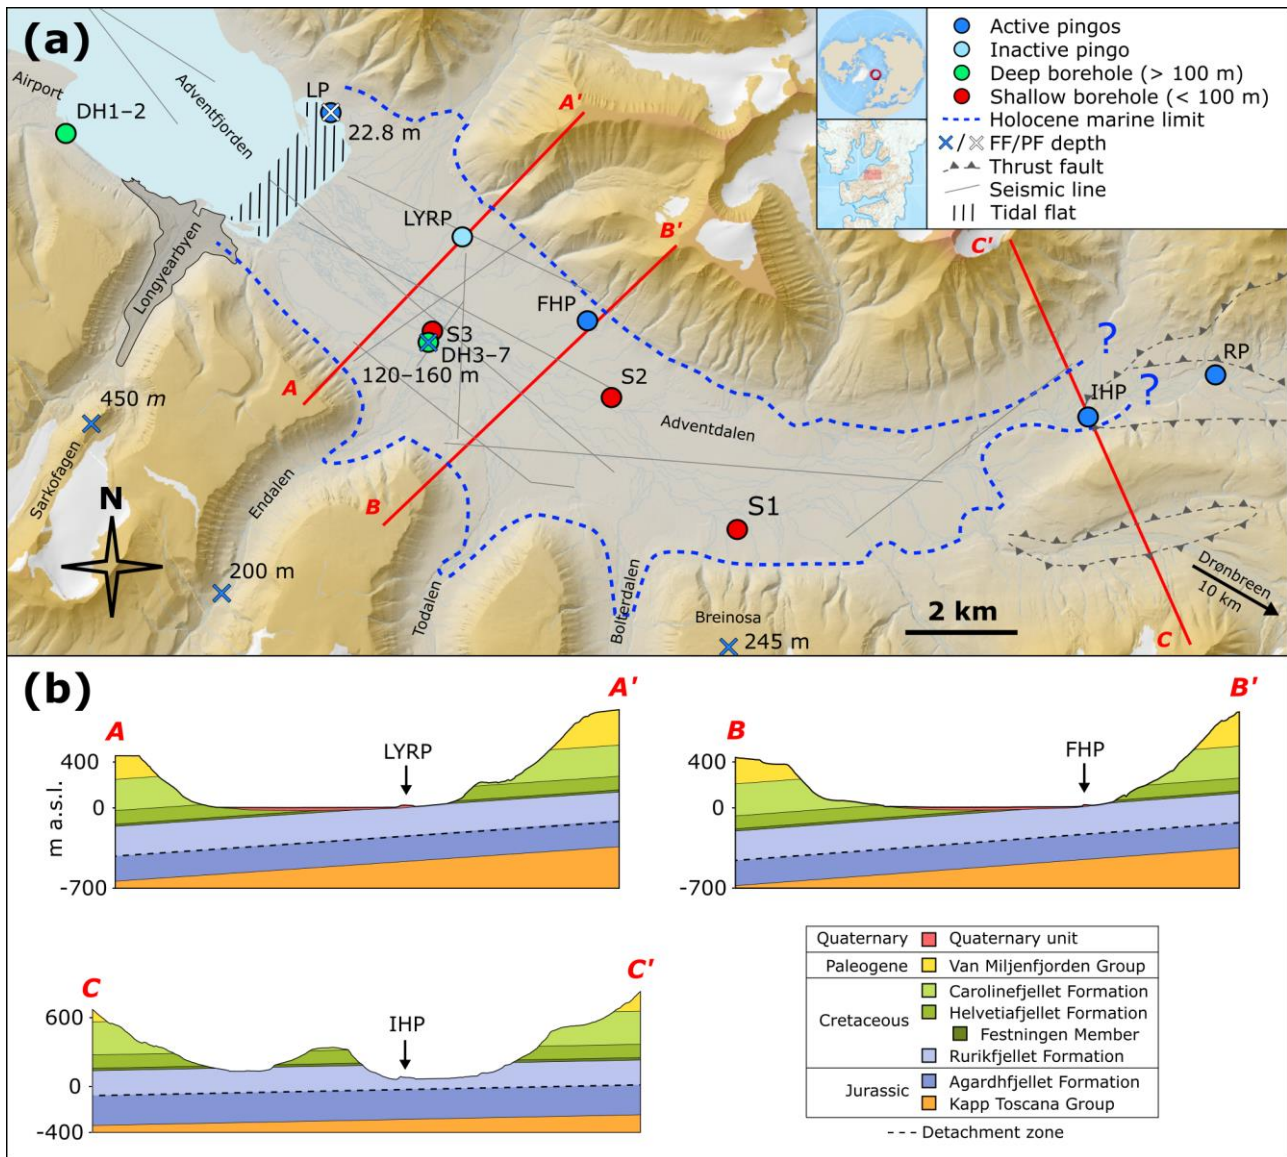 (a)
Airport
DH1–2
Adventfjorden
LP
22.8 m
A'
Active pingos
Inactive pingo
Deep borehole (> 100 m)
Shallow borehole (< 100 m)
Holocene marine limit
/ FF/PF depth
Thrust fault
Seismic line
Tidal flat
Longyearbyen
LYRP
B'
C'
FHP
S3
DH3–7
120–160 m
A
S2
Adventdalen
?
?
IHP
RP
450 m
Sarkofagen
N
Endalen
B
200 m
Todalen
Bolterdalen
S1
Breinosa
245 m
2 km
Drønbreen
10 km
C
(b)
A
A'
LYRP
400
0
-700
m a.s.l.
B
B'
FHP
400
0
-700
C
C'
IHP
600
0
-400
Quaternary Quaternary unit
Paleogene Van Miljenfjorden Group
Cretaceous
Carolinefjellet Formation
Helvetiafjellet Formation
Festningen Member
Rurikfjellet Formation
Jurassic
Agardhfjellet Formation
Kapp Toscana Group
Detachment zone